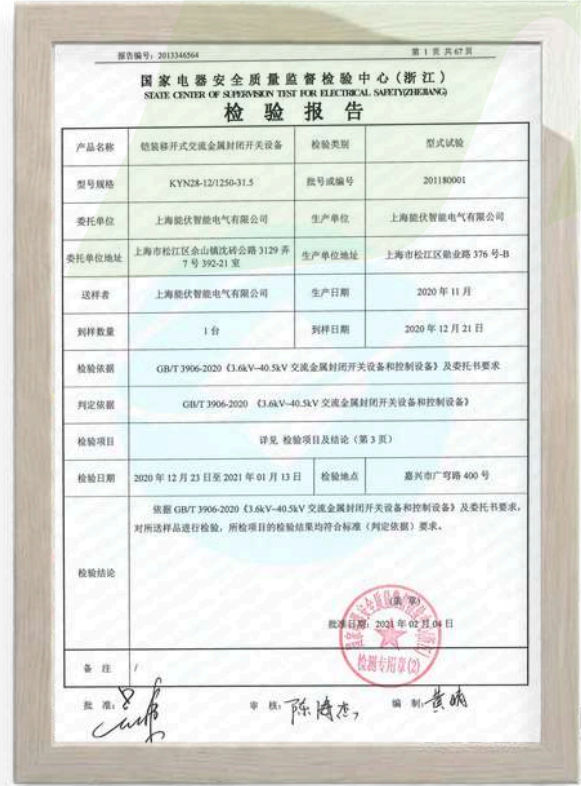 报告编号：2013346564 第 1 页 共 67 页
国家电器安全质量监督检验中心（浙江）
STATE CENTER OF SUPERVISION TEST FOR ELECTRICAL SAFETY(ZHEJIANG)
检 验 报 告
产品名称 铠装移开式交流金属封闭开关设备 检验类别 型式试验
型号规格 KYN28-12/1250-31.5 批号或编号 201180001
委托单位 上海能伏智能电气有限公司 生产单位 上海能伏智能电气有限公司
委托单位地址 上海市松江区佘山镇沈砖公路 3129 弄
7 号 392-21 室 生产单位地址 上海市松江区勋业路 376 号-B
送样者 上海能伏智能电气有限公司 生产日期 2020 年 11 月
到样数量 1 台 到样日期 2020 年 12 月 21 日
检验依据 GB/T 3906-2020《3.6kV~40.5kV 交流金属封闭开关设备和控制设备》及委托书要求
判定依据 GB/T 3906-2020 《3.6kV~40.5kV 交流金属封闭开关设备和控制设备》
检验项目 详见 检验项目及结论（第 3 页）
检验日期 2020 年 12 月 23 日至 2021 年 01 月 13 日 检验地点 嘉兴市广穹路 400 号
依据 GB/T 3906-2020《3.6kV~40.5kV 交流金属封闭开关设备和控制设备》及委托书要求，
对所送样品进行检验，所检项目的检验结果均符合标准（判定依据）要求。
检验结论
（盖 章）
批准日期：2021 年 02 月 04 日
检测专用章(2)
备 注 /
批 准： 审 核：陈海杰 编 制：黄晴